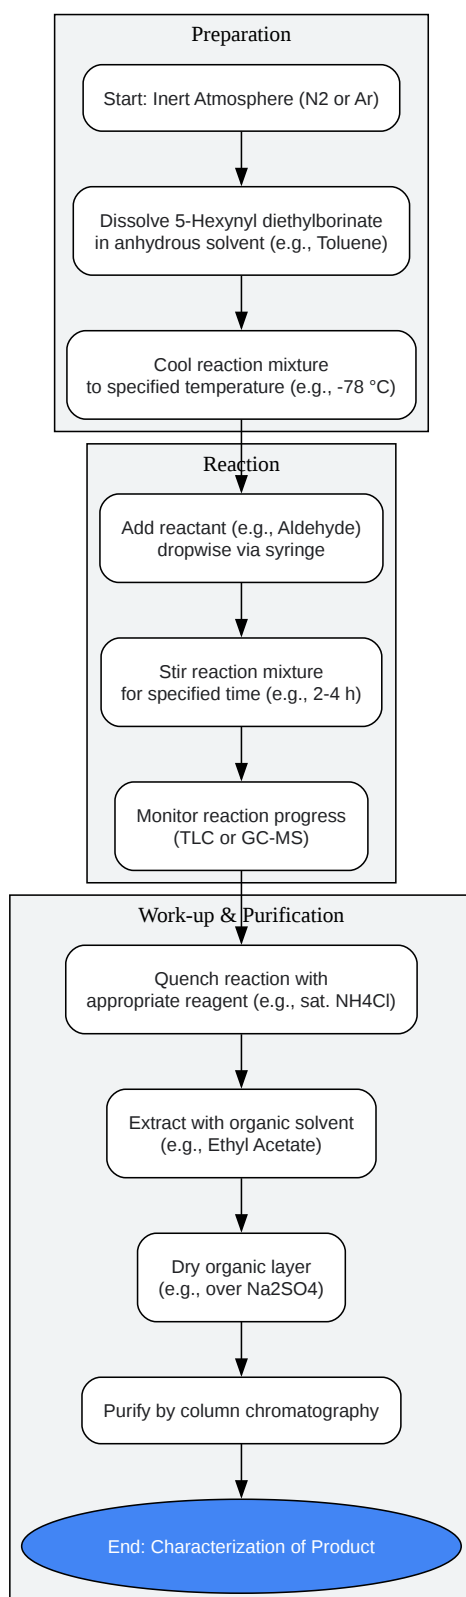 Preparation
Start: Inert Atmosphere (N2 or Ar)
Dissolve 5-Hexynyl diethylborinate
in anhydrous solvent (e.g., Toluene)
Cool reaction mixture
to specified temperature (e.g., -78 °C)
Reaction
Add reactant (e.g., Aldehyde)
dropwise via syringe
Stir reaction mixture
for specified time (e.g., 2-4 h)
Monitor reaction progress
(TLC or GC-MS)
Work-up & Purification
Quench reaction with
appropriate reagent (e.g., sat. NH4Cl)
Extract with organic solvent
(e.g., Ethyl Acetate)
Dry organic layer
(e.g., over Na2SO4)
Purify by column chromatography
End: Characterization of Product